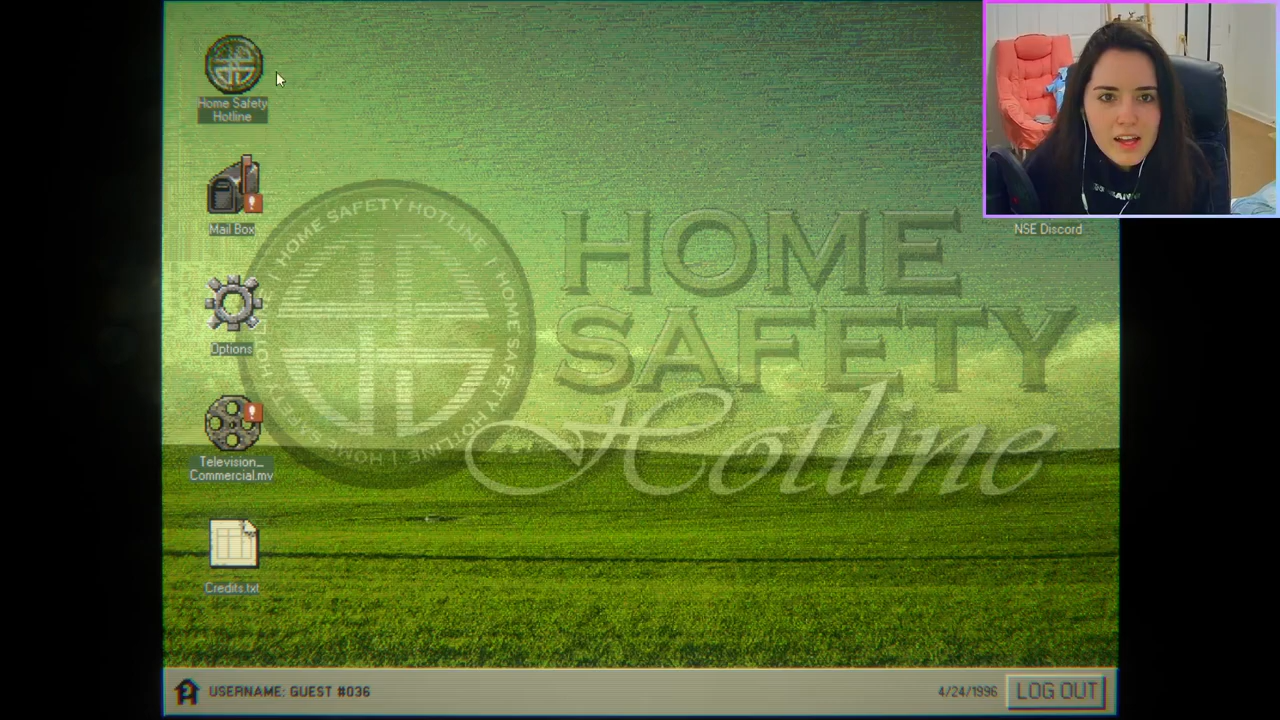 Home Safety
Hotline
Mail Box
Options
Television_
Commercial.mv
Credits.txt
HOME SAFETY HOTLINE | HOME SAFETY HOTLINE | HOME SAFETY HOTLINE |
HOME
SAFETY
Hotline
NSE Discord
USERNAME: GUEST #036
4/24/1996
LOG OUT